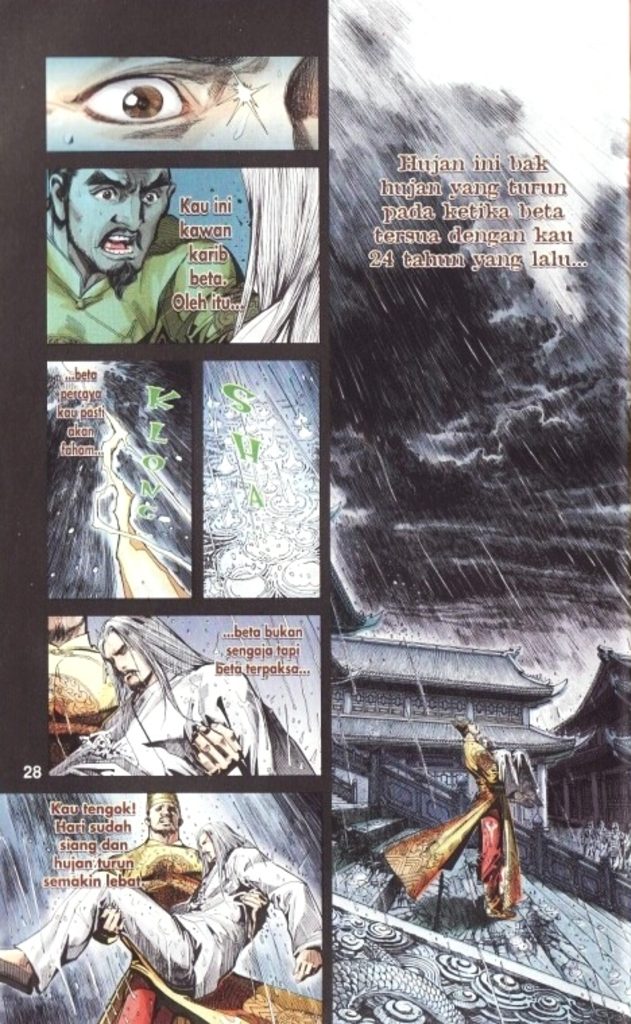 Kau ini
kawan
karib
beta.
Oleh itu...
...beta
percaya
kau pasti
akan
faham...
KLONG
SHA
...beta bukan
sengaja tapi
beta terpaksa...
28
Kau tengok!
Hari sudah
siang dan
hujan turun
semakin lebat.
Hujan ini bak
hujan yang turun
pada ketika beta
tersua dengan kau
24 tahun yang lalu...